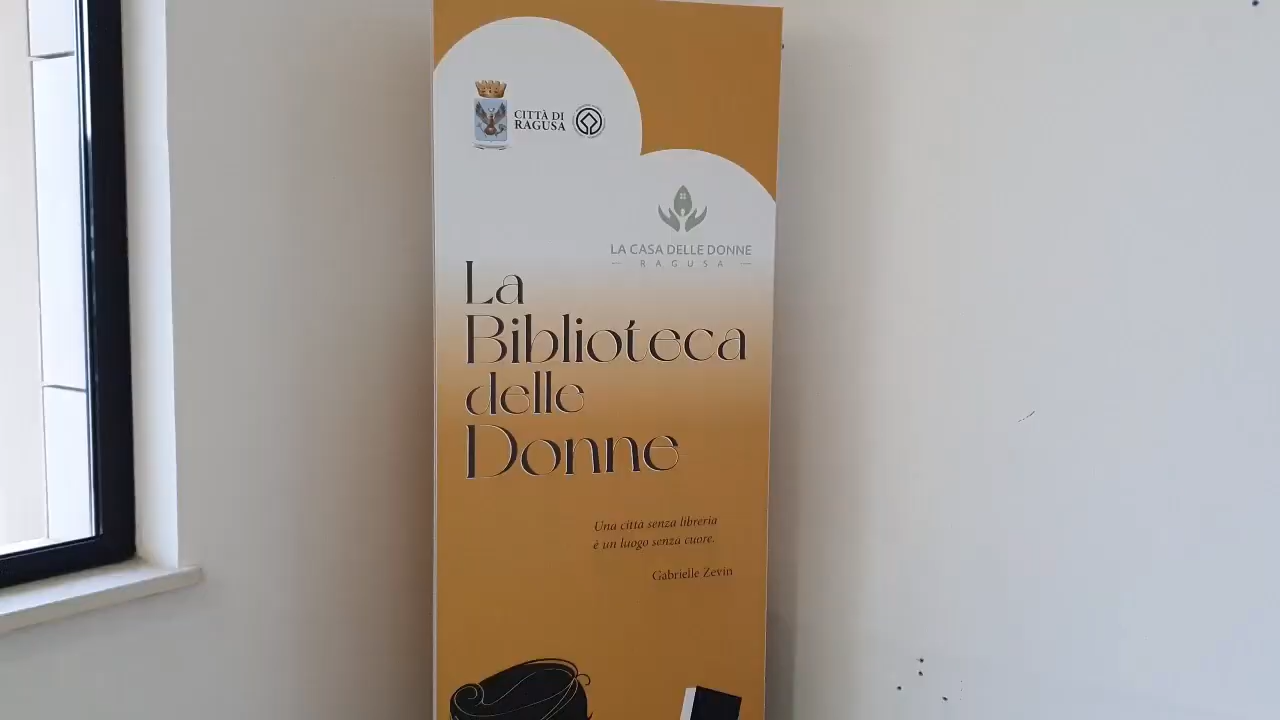 CITTÀ DI
RAGUSA
LA CASA DELLE DONNE
RAGUSA
La
Biblioteca
delle
Donne
Una città senza libreria
è un luogo senza cuore.
Gabrielle Zevin